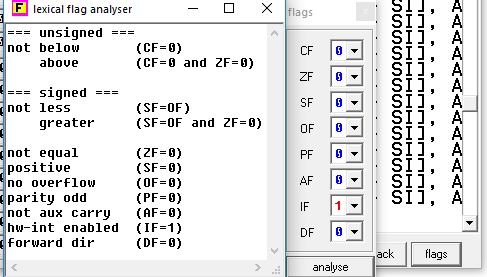 F lexical flag analyser
=== unsigned ===
not below (CF=0)
above (CF=0 and ZF=0)
=== signed ===
not less (SF=OF)
greater (SF=OF and ZF=0)
not equal (ZF=0)
positive (SF=0)
no overflow (OF=0)
parity odd (PF=0)
not aux carry (AF=0)
hw-int enabled (IF=1)
forward dir (DF=0)
flags
CF 0
ZF 0
SF 0
OF 0
PF 0
AF 0
IF 1
DF 0
analyse
SI], A
SI], A
SI], A
SI], A
SI], A
SI], A
SI], A
SI], A
SI], A
SI], A
SI], A
SI], A
SI], A
ack
flags